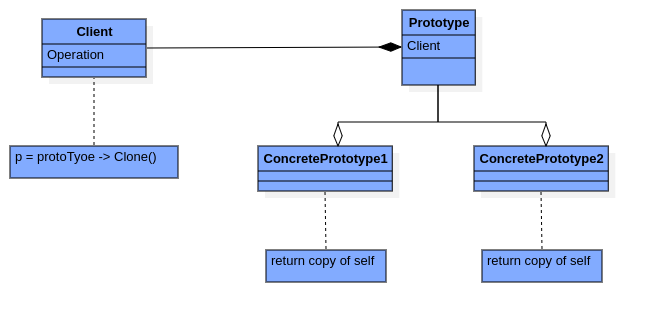 Client
Operation
p = protoTyoe -> Clone()
Prototype
Client
ConcretePrototype1
ConcretePrototype2
return copy of self
return copy of self